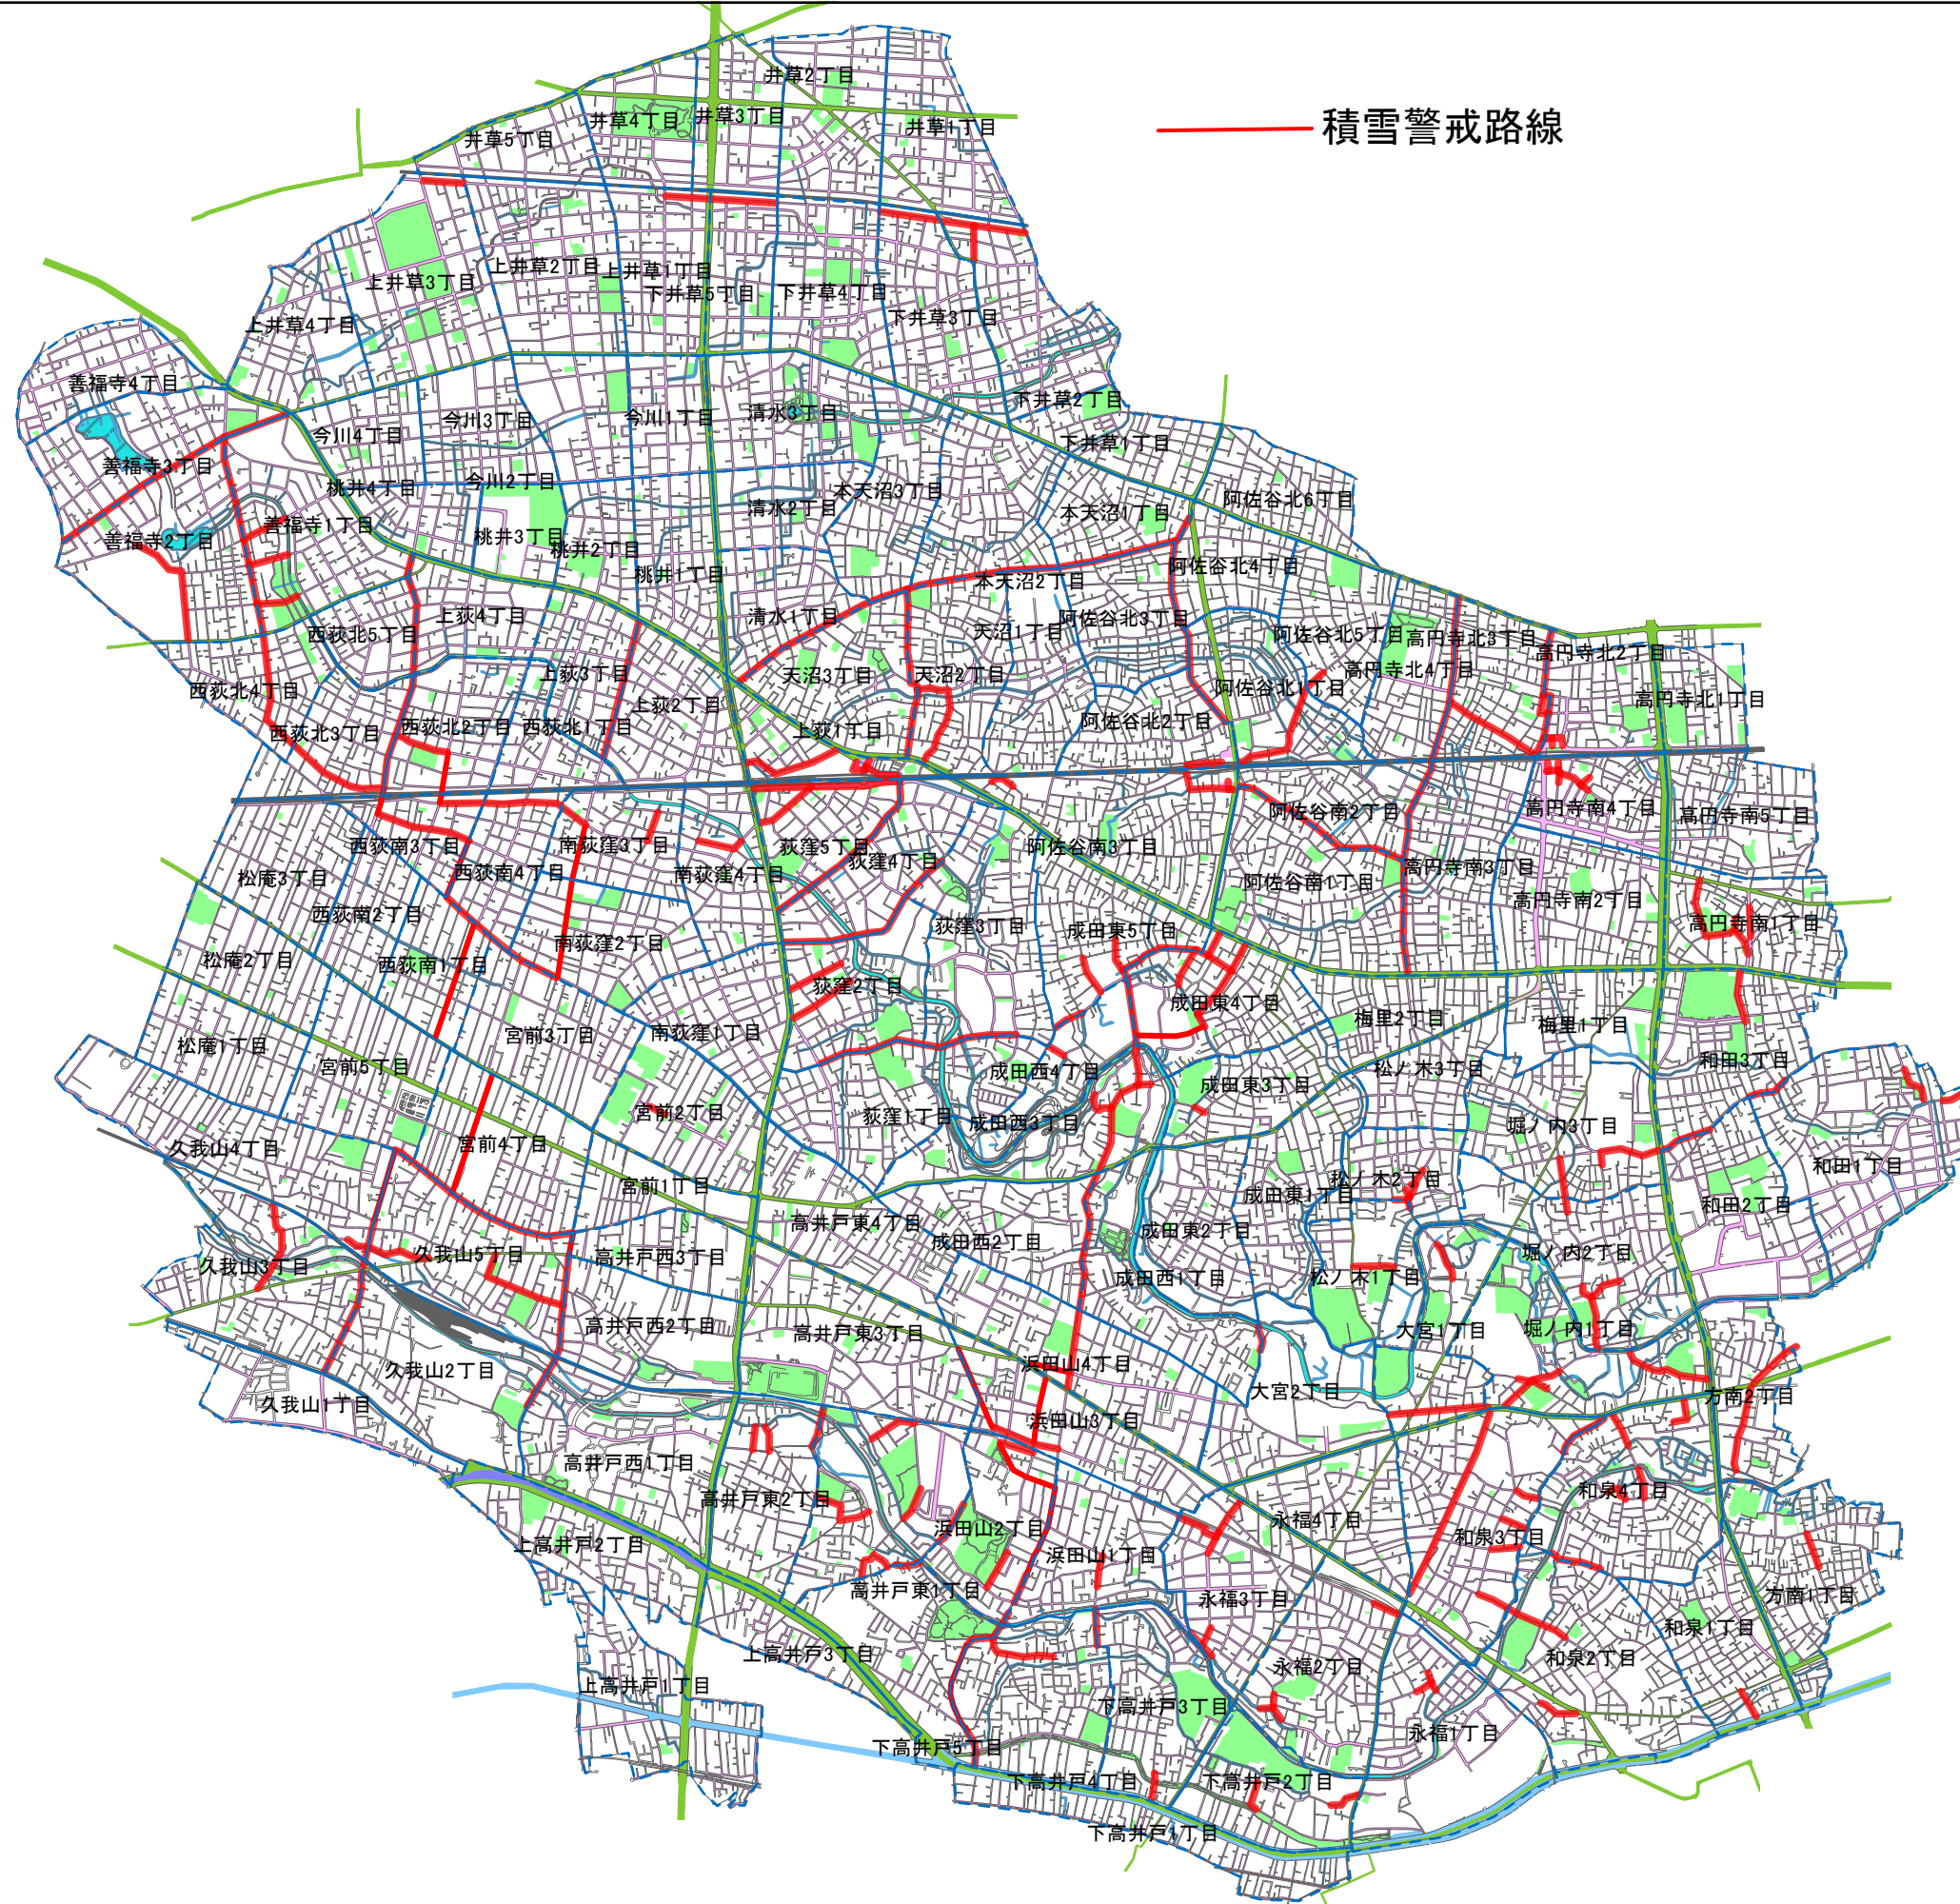 井草2丁目
積雪警戒路線
井草4丁目
井草3丁目
井草1丁目
井草5丁目
上井草2丁目
上井草1丁目
上井草3丁目
下井草5丁目
下井草4丁目
上井草4丁目
下井草3丁目
善福寺4丁目
下井草2丁目
今川3丁目
今川1丁目
清水3丁目
今川4丁目
下井草1丁目
善福寺3丁目
今川2丁目
桃井4丁目
本天沼3丁目
阿佐谷北6丁目
清水2丁目
本天沼1丁目
善福寺1丁目
桃井3丁目
善福寺2丁目
桃井2丁目
阿佐谷北4丁目
桃井1丁目
本天沼2丁目
上荻4丁目
清水1丁目
阿佐谷北3丁目
天沼1丁目
西荻北5丁目
阿佐谷北5丁目
高円寺北3丁目
高円寺北2丁目
上荻3丁目
天沼3丁目
天沼2丁目
高円寺北4丁目
西荻北4丁目
阿佐谷北1丁目
高円寺北1丁目
上荻2丁目
西荻北3丁目
西荻北2丁目
西荻北1丁目
上荻1丁目
阿佐谷北2丁目
高円寺南4丁目
阿佐谷南2丁目
高円寺南5丁目
西荻南3丁目
南荻窪3丁目
荻窪5丁目
阿佐谷南3丁目
荻窪4丁目
高円寺南3丁目
西荻南4丁目
南荻窪4丁目
松庵3丁目
阿佐谷南1丁目
高円寺南2丁目
西荻南2丁目
荻窪3丁目
成田東5丁目
高円寺南1丁目
南荻窪2丁目
松庵2丁目
西荻南1丁目
荻窪2丁目
成田東4丁目
梅里2丁目
梅里1丁目
南荻窪1丁目
宮前3丁目
松庵1丁目
宮前5丁目
成田西4丁目
松ノ木3丁目
和田3丁目
成田東3丁目
宮前2丁目
荻窪1丁目
成田西3丁目
堀ノ内3丁目
久我山4丁目
宮前4丁目
和田1丁目
宮前1丁目
松ノ木2丁目
成田東1丁目
和田2丁目
高井戸東4丁目
成田東2丁目
成田西2丁目
久我山5丁目
高井戸西3丁目
堀ノ内2丁目
久我山3丁目
成田西1丁目
松ノ木1丁目
高井戸西2丁目
高井戸東3丁目
大宮1丁目
堀ノ内1丁目
久我山2丁目
浜田山4丁目
大宮2丁目
方南2丁目
久我山1丁目
浜田山3丁目
高井戸西1丁目
高井戸東2丁目
和泉4丁目
浜田山2丁目
永福4丁目
和泉3丁目
上高井戸2丁目
浜田山1丁目
高井戸東1丁目
永福3丁目
方南1丁目
和泉1丁目
上高井戸3丁目
和泉2丁目
永福2丁目
上高井戸1丁目
下高井戸3丁目
永福1丁目
下高井戸5丁目
下高井戸4丁目
下高井戸2丁目
下高井戸1丁目